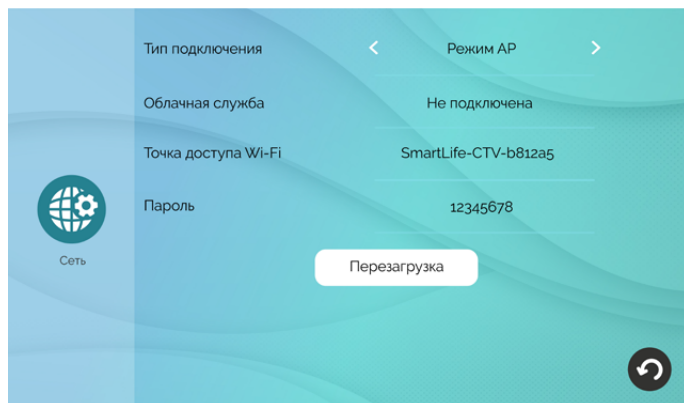 Тип подключения < Режим AP >
Облачная служба Не подключена
Точка доступа Wi-Fi SmartLife-CTV-b812a5
Пароль 12345678
Сеть
Перезагрузка